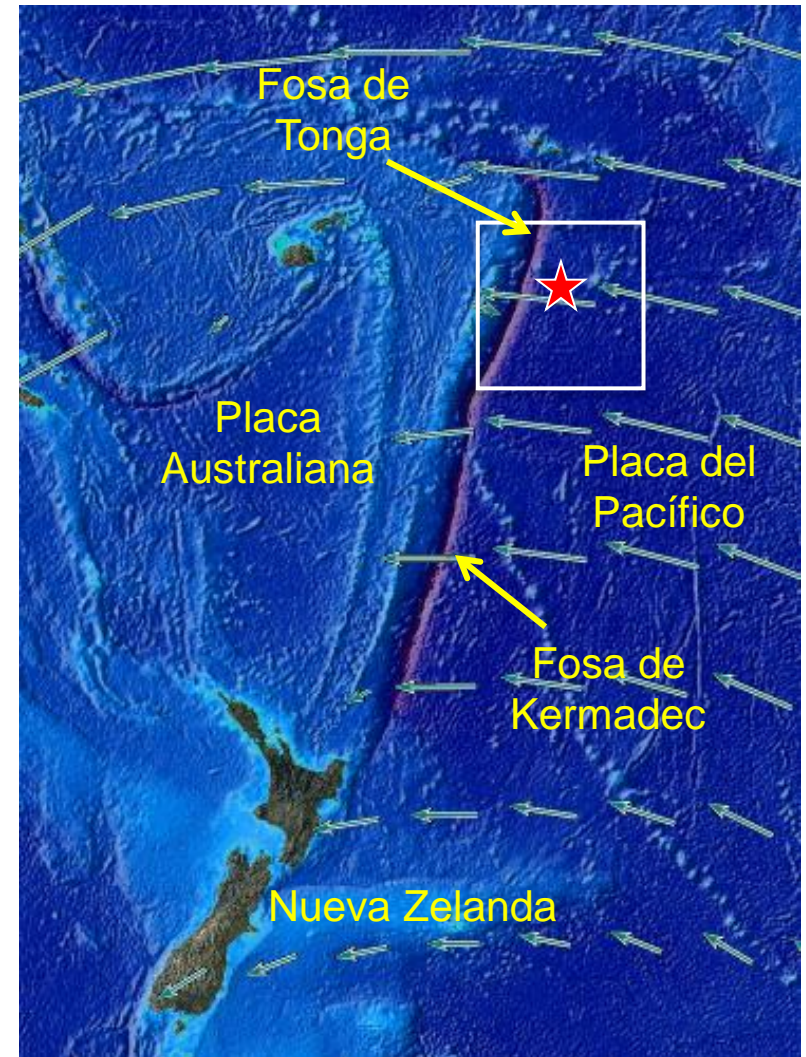 Fosa de
Tonga
Placa
Australiana
Placa del
Pacífico
Fosa de
Kermadec
Nueva Zelanda